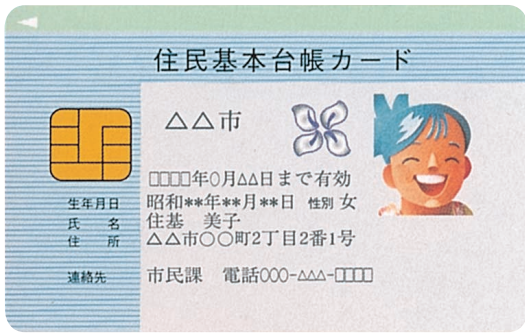 住民基本台帳カード
△△市
□□□□年○月△△日まで有効
生年月日 昭和**年**月**日 性別 女
氏名 住基 美子
住所 △△市○○町2丁目2番1号
連絡先 市民課 電話○○○-△△△-□□□□